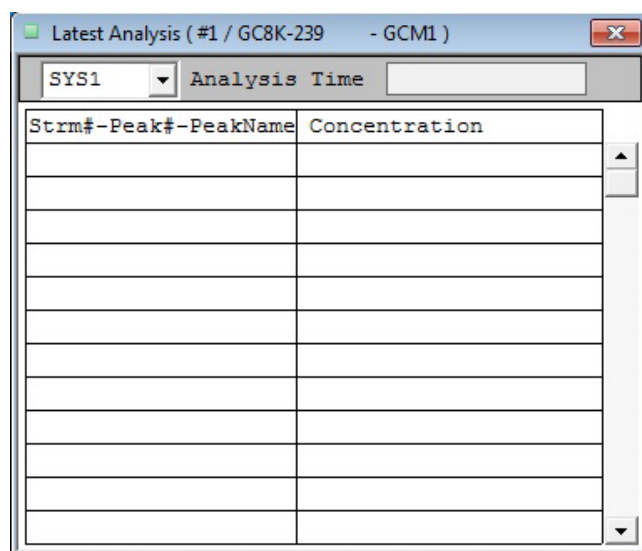 Latest Analysis ( #1 / GC8K-239 - GCM1 )
SYS1 Analysis Time
Strm#-Peak#-PeakName Concentration